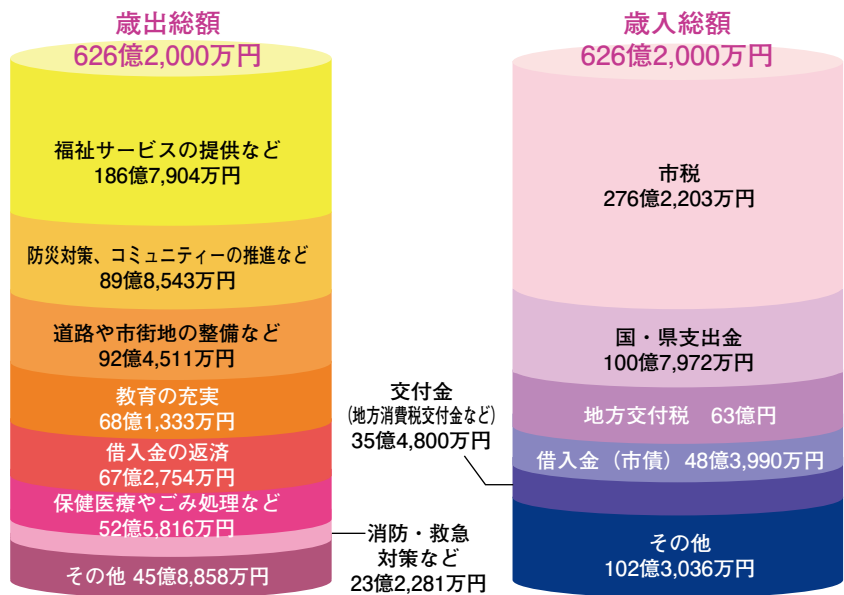 歳出総額
626億2,000万円
福祉サービスの提供など
186億7,904万円
防災対策、コミュニティーの推進など
89億8,543万円
道路や市街地の整備など
92億4,511万円
教育の充実
68億1,333万円
借入金の返済
67億2,754万円
保健医療やごみ処理など
52億5,816万円
消防・救急
対策など
23億2,281万円
その他 45億8,858万円
歳入総額
626億2,000万円
市税
276億2,203万円
国・県支出金
100億7,972万円
地方交付税 63億円
借入金（市債）48億3,990万円
交付金
(地方消費税交付金など)
35億4,800万円
その他
102億3,036万円